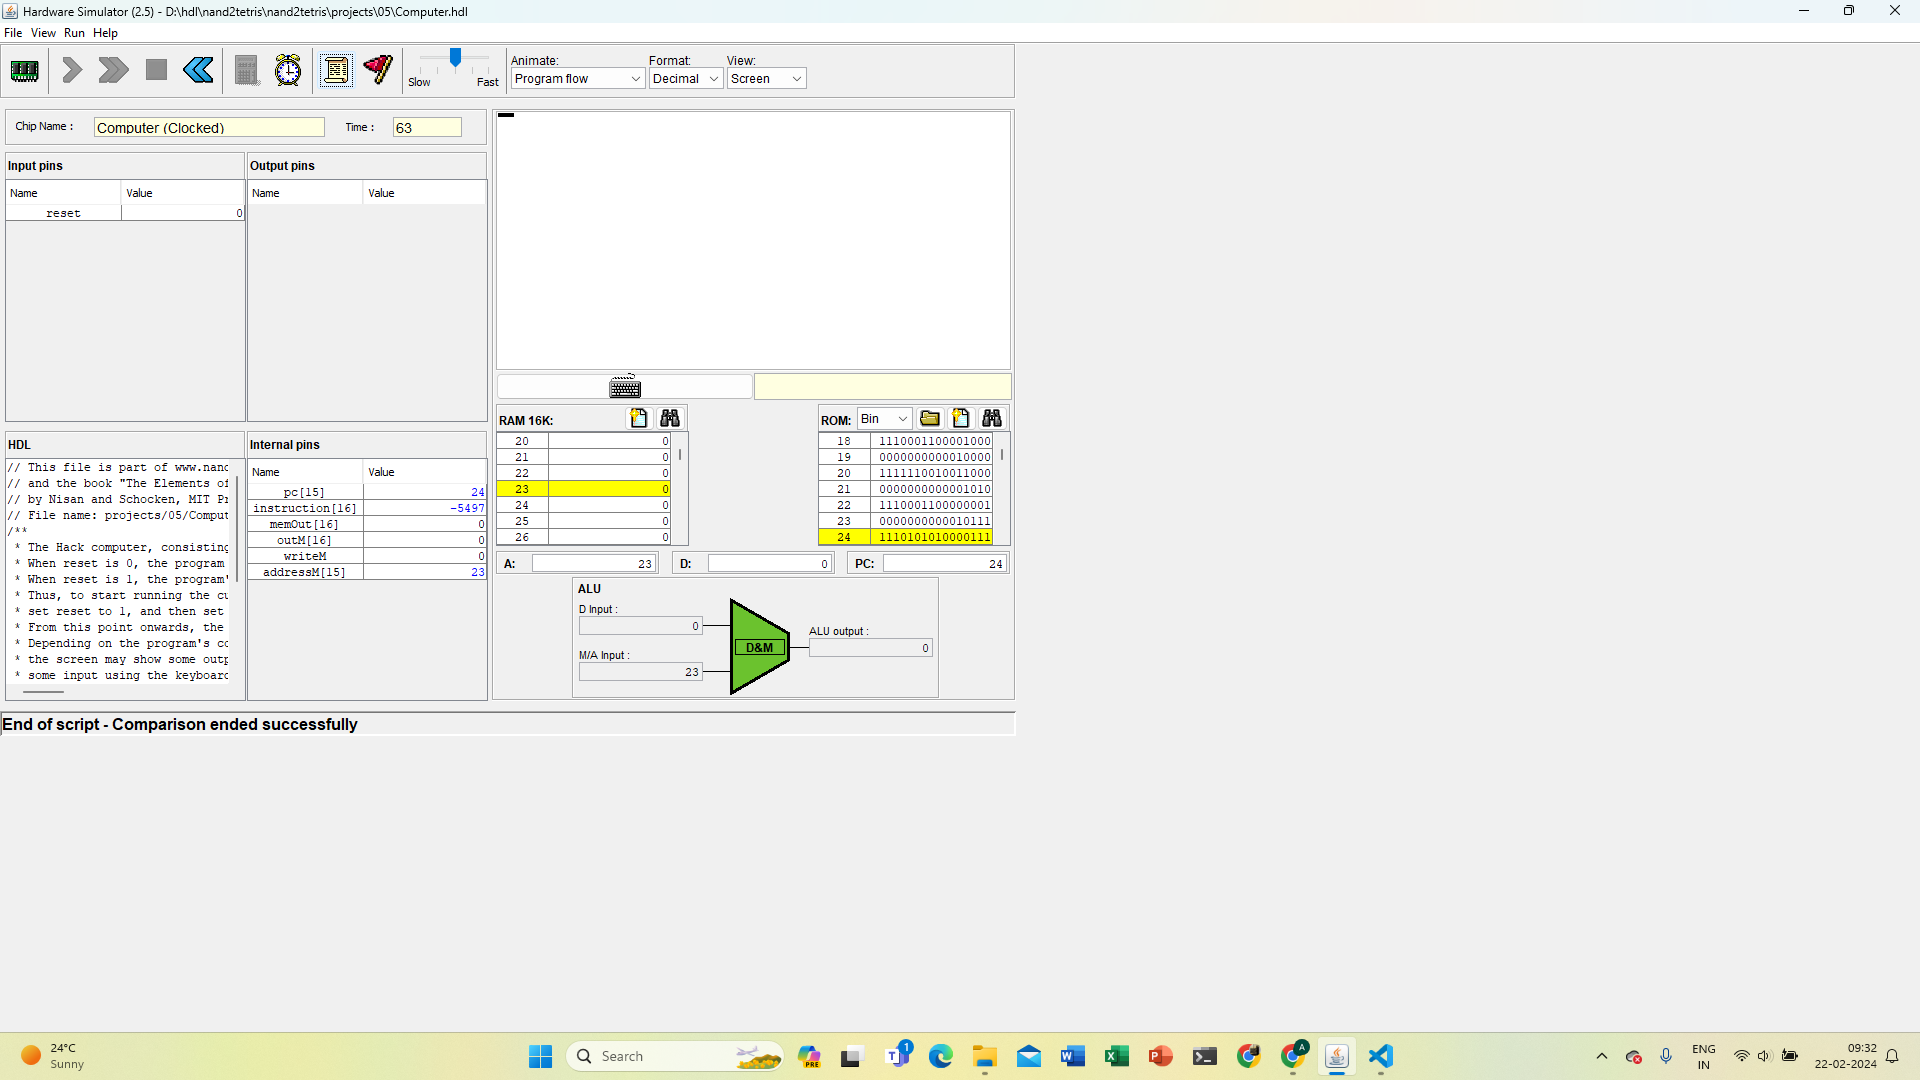 Hardware Simulator (2.5) - D:\hdl\nand2tetris\nand2tetris\projects\05\Computer.hdl
File View Run Help
Slow Fast
Animate: Format: View:
Program flow Decimal Screen
Chip Name : Computer (Clocked) Time : 63
Input pins
Name Value
reset 0
Output pins
Name Value
HDL
// This file is part of www.nand
// and the book "The Elements of
// by Nisan and Schocken, MIT Pr
// File name: projects/05/Comput
/**
* The Hack computer, consisting
* When reset is 0, the program
* When reset is 1, the program'
* Thus, to start running the cu
* set reset to 1, and then set
* From this point onwards, the
* Depending on the program's co
* the screen may show some outp
* some input using the keyboard
Internal pins
Name Value
pc[15] 24
instruction[16] -5497
memOut[16] 0
outM[16] 0
writeM 0
addressM[15] 23
RAM 16K:
20 0
21 0
22 0
23 0
24 0
25 0
26 0
ROM: Bin
18 1110001100001000
19 0000000000010000
20 1111110010011000
21 0000000000001010
22 1110001100000001
23 0000000000010111
24 1110101010000111
A: 23 D: 0 PC: 24
ALU
D Input :
0
M/A Input :
23
D&M
ALU output :
0
End of script - Comparison ended successfully
24°C
Sunny
Search
PRE
T
1
A
ENG
IN
09:32
22-02-2024